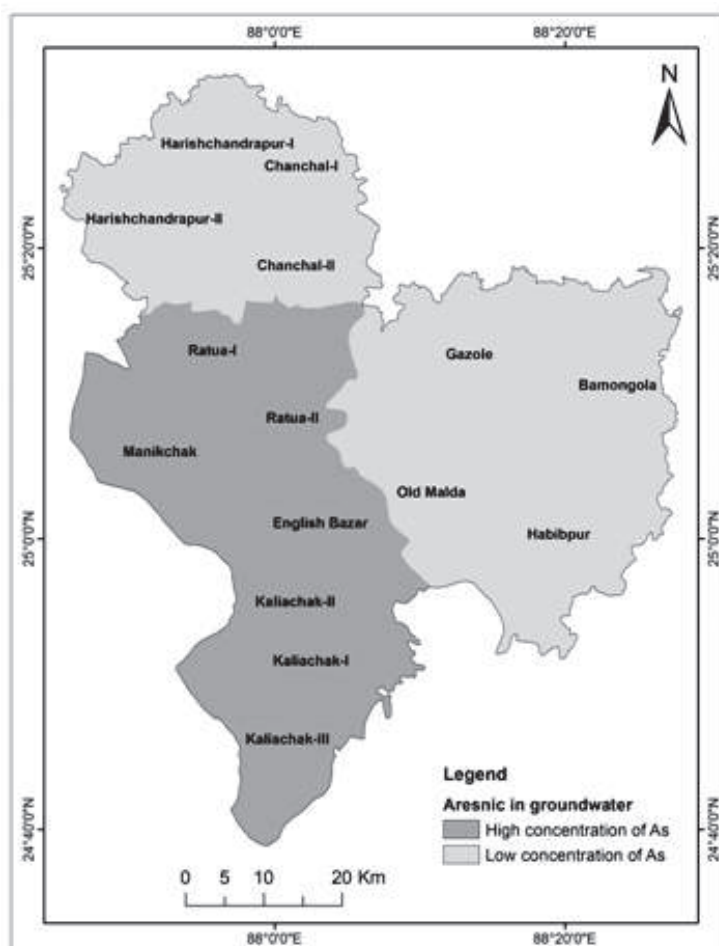 88°0'0"E
88°20'0"E
N
Harishchandrapur-I
Chanchal-I
Harishchandrapur-II
Chanchal-II
25°20'0"N
25°20'0"N
Ratua-I
Gazole
Bamongola
Ratua-II
Manikchak
Old Malda
English Bazar
Habibpur
25°0'0"N
25°0'0"N
Kaliachak-II
Kaliachak-I
Kaliachak-III
Legend
Aresnic in groundwater
High concentration of As
Low concentration of As
24°40'0"N
24°40'0"N
0 5 10 20 Km
88°0'0"E
88°20'0"E